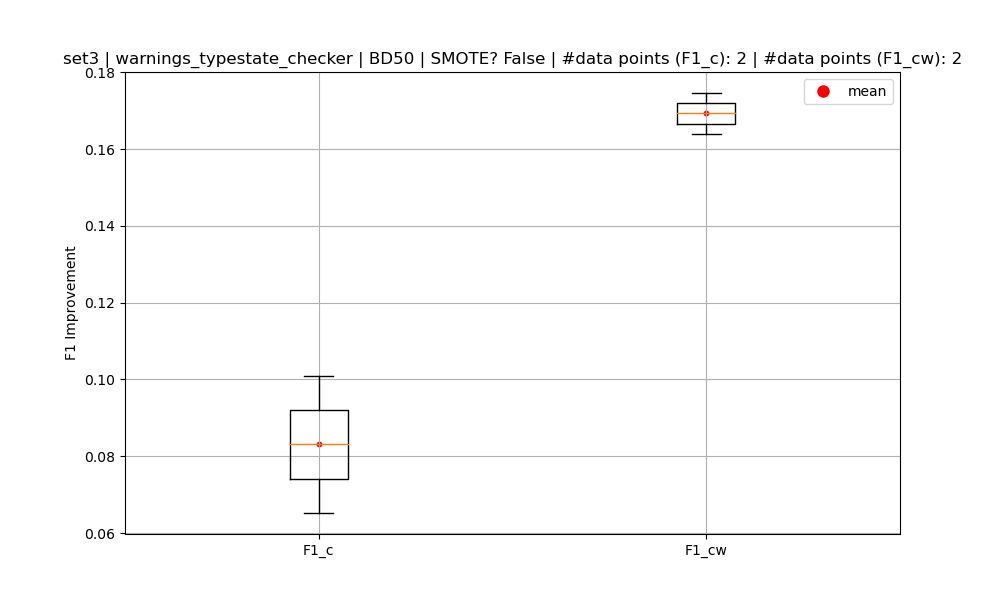 set3 | warnings_typestate_checker | BD50 | SMOTE? False | #data points (F1_c): 2 | #data points (F1_cw): 2
mean
F1 Improvement
0.18
0.16
0.14
0.12
0.10
0.08
0.06
F1_c
F1_cw